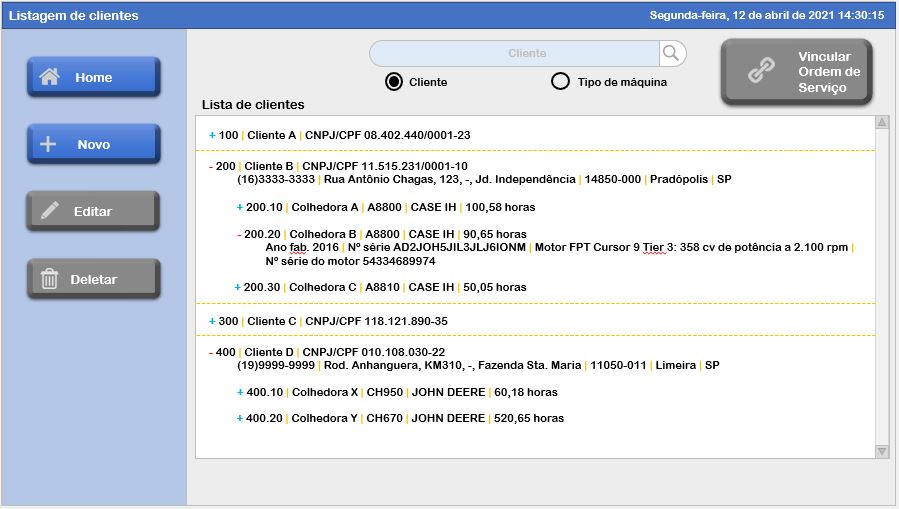 Listagem de clientes
Segunda-feira, 12 de abril de 2021 14:30:15
Home
Novo
Editar
Deletar
Cliente
Cliente
Tipo de máquina
Vincular
Ordem de
Serviço
Lista de clientes
+ 100 | Cliente A | CNPJ/CPF 08.402.440/0001-23
- 200 | Cliente B | CNPJ/CPF 11.515.231/0001-10
(16)3333-3333 | Rua Antônio Chagas, 123, -, Jd. Independência | 14850-000 | Pradópolis | SP
+ 200.10 | Colhedora A | A8800 | CASE IH | 100,58 horas
- 200.20 | Colhedora B | A8800 | CASE IH | 90,65 horas
Ano fab. 2016 | Nº série AD2JOH5JIL3JLJ6IONM | Motor FPT Cursor 9 Tier 3: 358 cv de potência a 2.100 rpm |
Nº série do motor 54334689974
+ 200.30 | Colhedora C | A8810 | CASE IH | 50,05 horas
+ 300 | Cliente C | CNPJ/CPF 118.121.890-35
- 400 | Cliente D | CNPJ/CPF 010.108.030-22
(19)9999-9999 | Rod. Anhanguera, KM310, -, Fazenda Sta. Maria | 11050-011 | Limeira | SP
+ 400.10 | Colhedora X | CH950 | JOHN DEERE | 60,18 horas
+ 400.20 | Colhedora Y | CH670 | JOHN DEERE | 520,65 horas